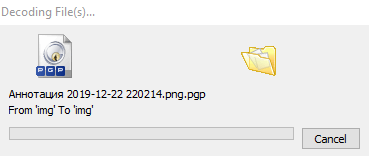 Decoding File(s)...
PGP
Аннотация 2019-12-22 220214.png.pgp
From 'img' To 'img'
Cancel